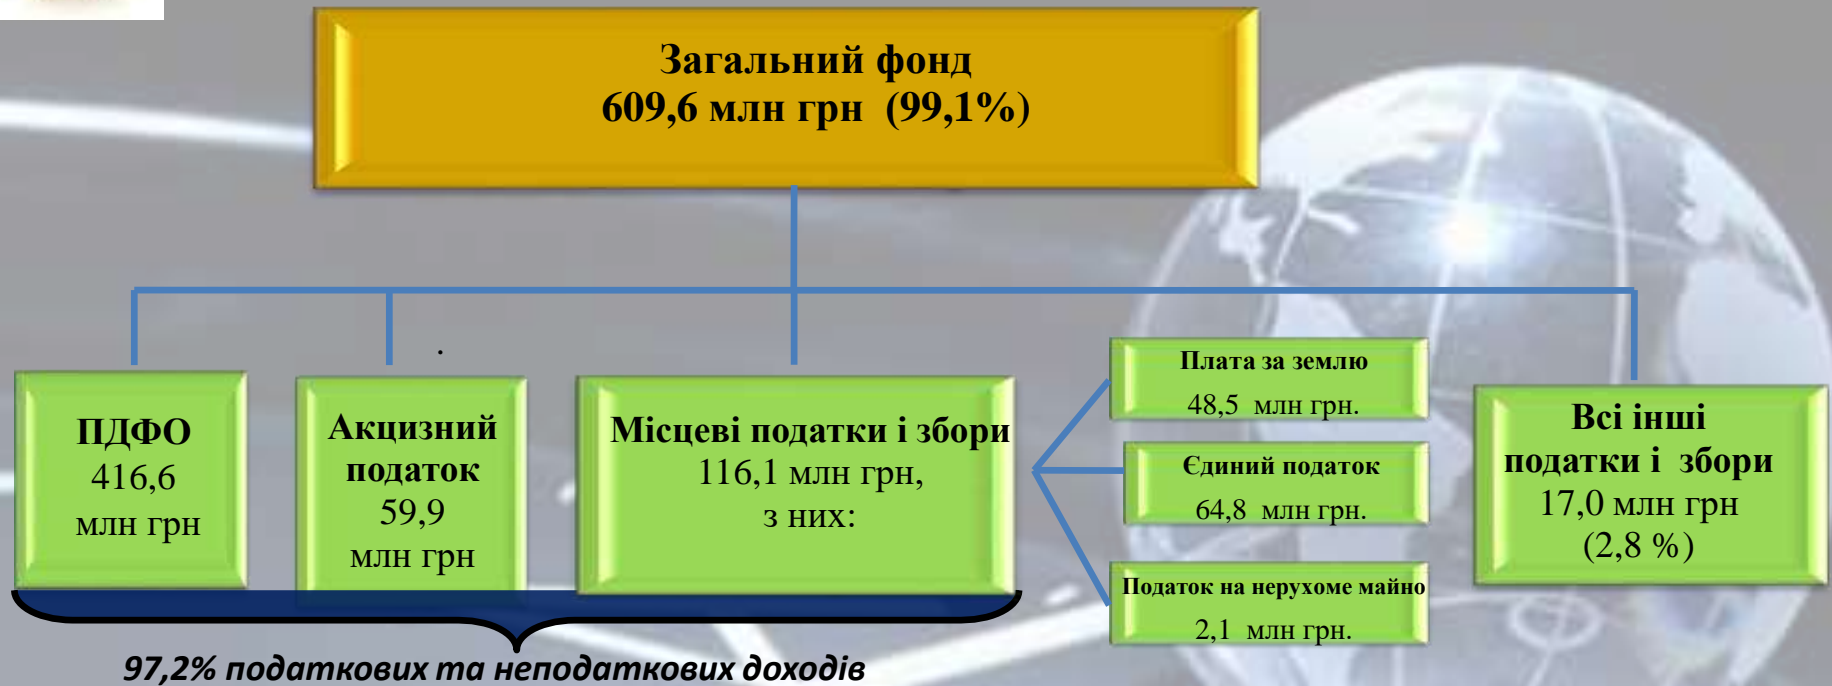 Загальний фонд
609,6 млн грн (99,1%)
.
ПДФО
416,6
млн грн
Акцизний
податок
59,9
млн грн
Місцеві податки і збори
116,1 млн грн,
з них:
Плата за землю
48,5 млн грн.
Єдиний податок
64,8 млн грн.
Податок на нерухоме майно
2,1 млн грн.
Всі інші
податки і збори
17,0 млн грн
(2,8 %)
97,2% податкових та неподаткових доходів